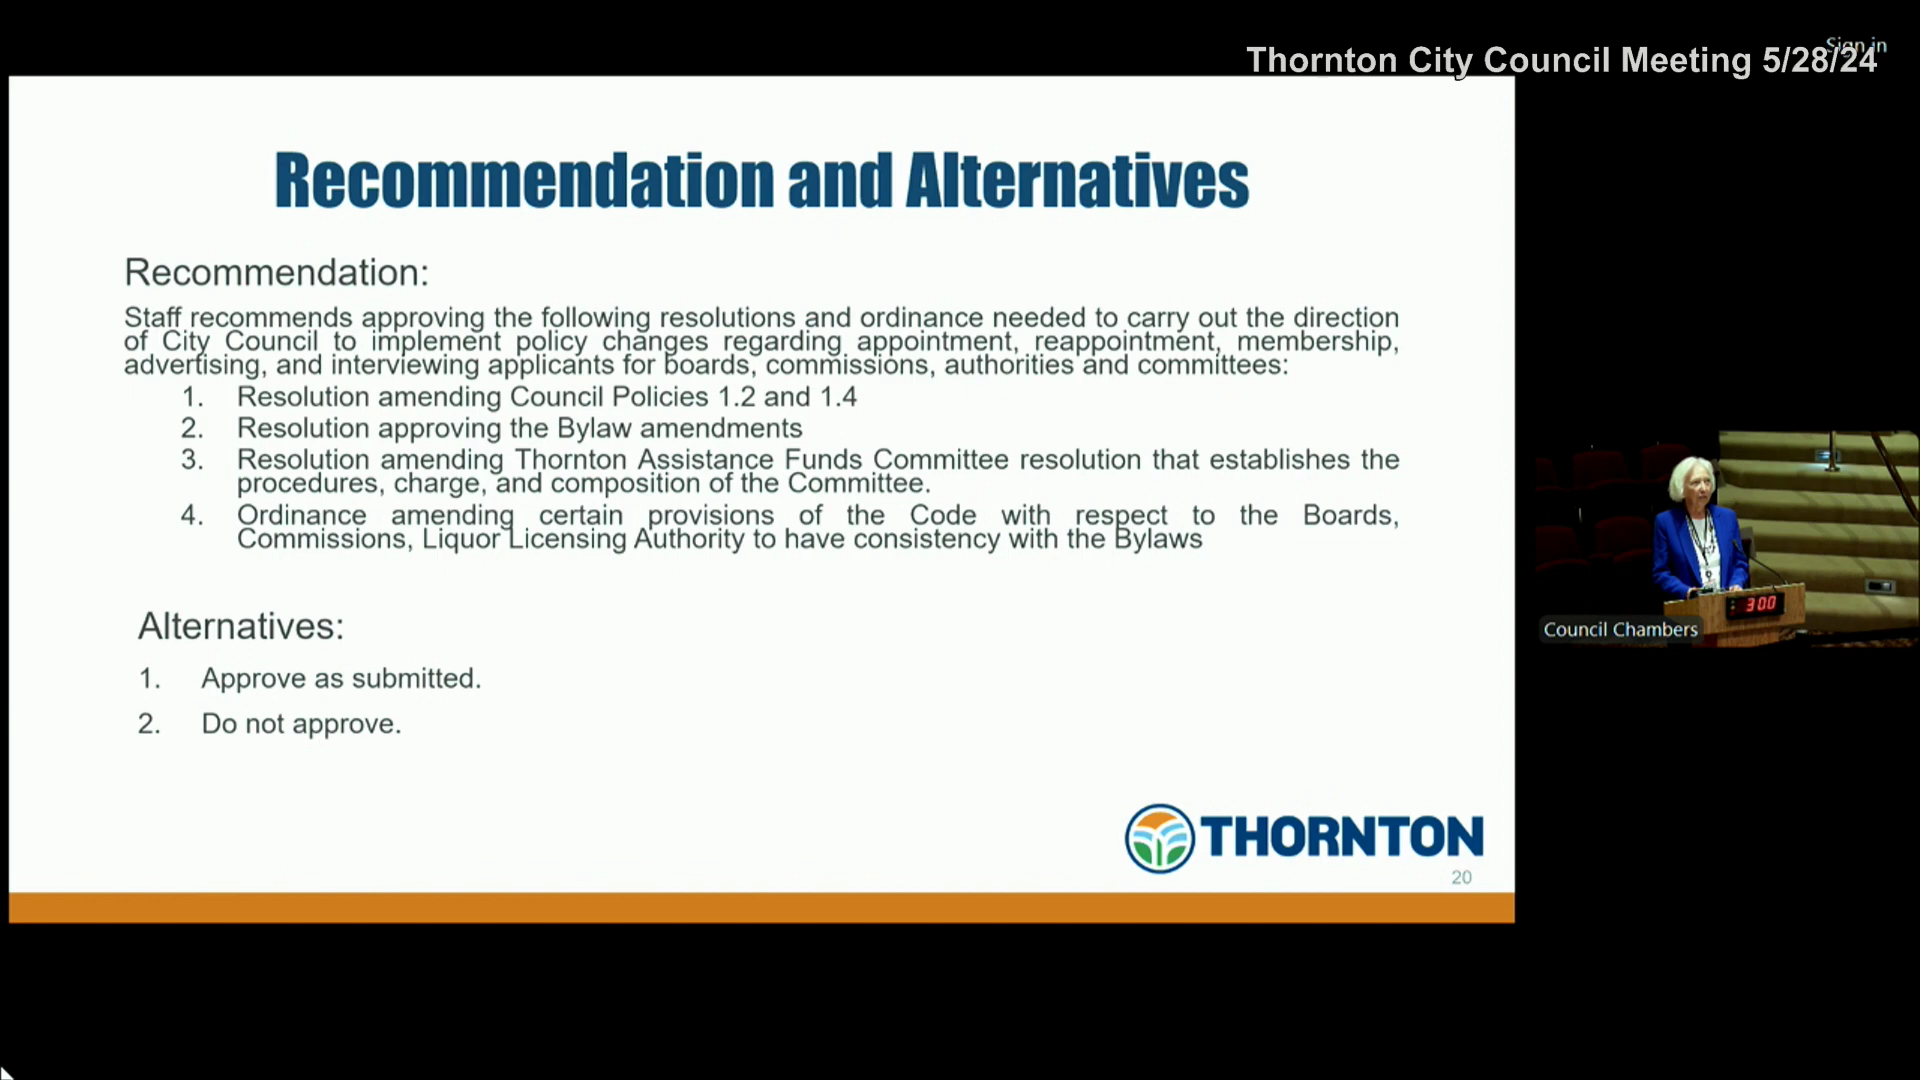 Sign in
Thornton City Council Meeting 5/28/24
Recommendation and Alternatives
Recommendation:
Staff recommends approving the following resolutions and ordinance needed to carry out the direction
of City Council to implement policy changes regarding appointment, reappointment, membership,
advertising, and interviewing applicants for boards, commissions, authorities and committees:
1. Resolution amending Council Policies 1.2 and 1.4
2. Resolution approving the Bylaw amendments
3. Resolution amending Thornton Assistance Funds Committee resolution that establishes the
procedures, charge, and composition of the Committee.
4. Ordinance amending certain provisions of the Code with respect to the Boards,
Commissions, Liquor Licensing Authority to have consistency with the Bylaws
Alternatives:
1. Approve as submitted.
2. Do not approve.
THORNTON
20
300
Council Chambers